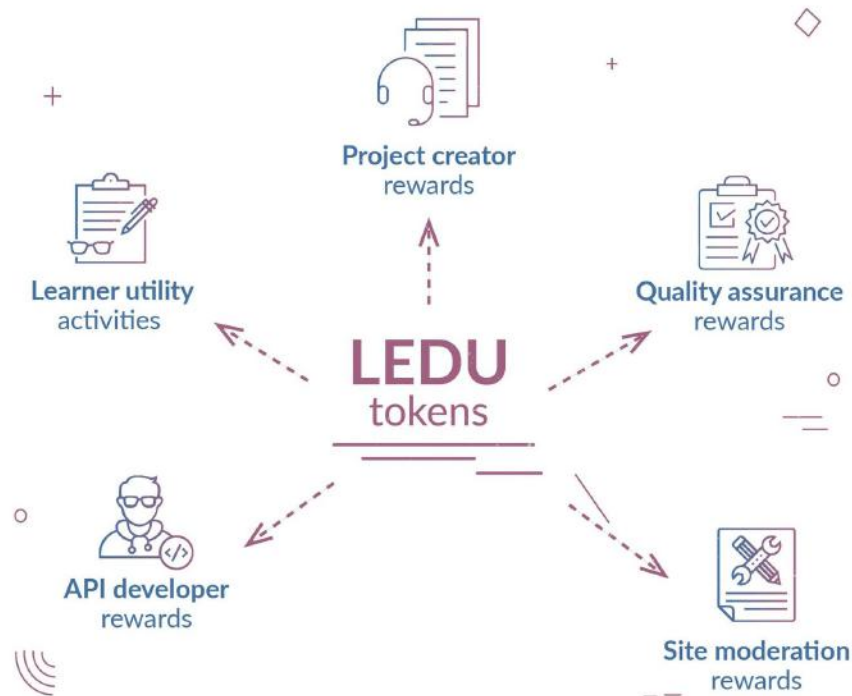 Project creator
rewards
Learner utility
activities
Quality assurance
rewards
LEDU
tokens
</>
API developer
rewards
Site moderation
rewards